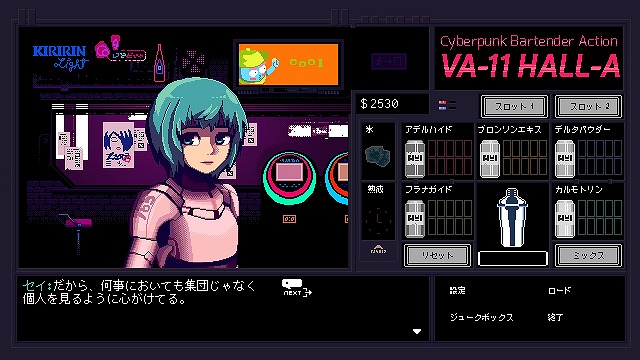 KIRIRIN
Light
0001
Cyberpunk Bartender Action
VA-11 HALL-A
$2530
スロット 1
スロット 2
氷
アデルハイド
ブロンソンエキス
デルタパウダー
熟成
フラナガイド
カルモトリン
リセット
ミックス
703
セイ:だから、何事においても集団じゃなく
個人を見るように心がけてる。
NEXT
設定
ロード
ジュークボックス
終了